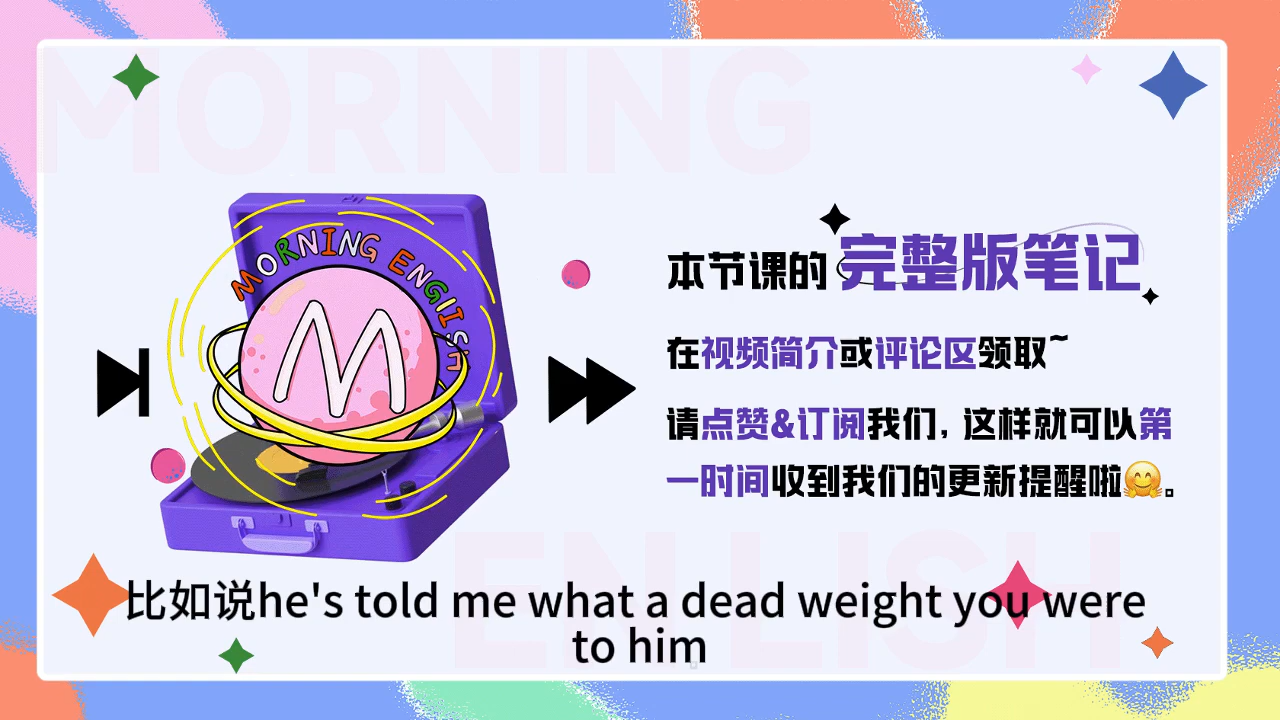 MORNING
MORNING ENGLISH
M
本节课的 完整版笔记
在视频简介或评论区领取~
请点赞&订阅我们, 这样就可以第
一时间收到我们的更新提醒啦🤗。
比如说he's told me what a dead weight you were
to him